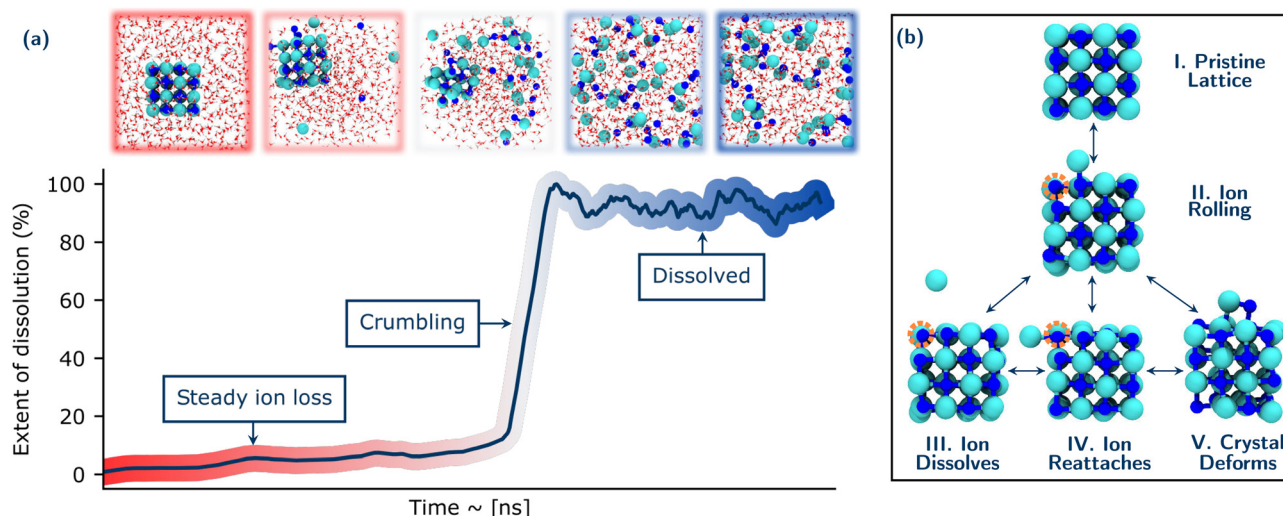 (a)
Extent of dissolution (%)
100
80
60
40
20
0
Steady ion loss
Crumbling
Dissolved
Time ~ [ns]
(b)
I. Pristine
Lattice
II. Ion
Rolling
III. Ion
Dissolves
IV. Ion
Reattaches
V. Crystal
Deforms